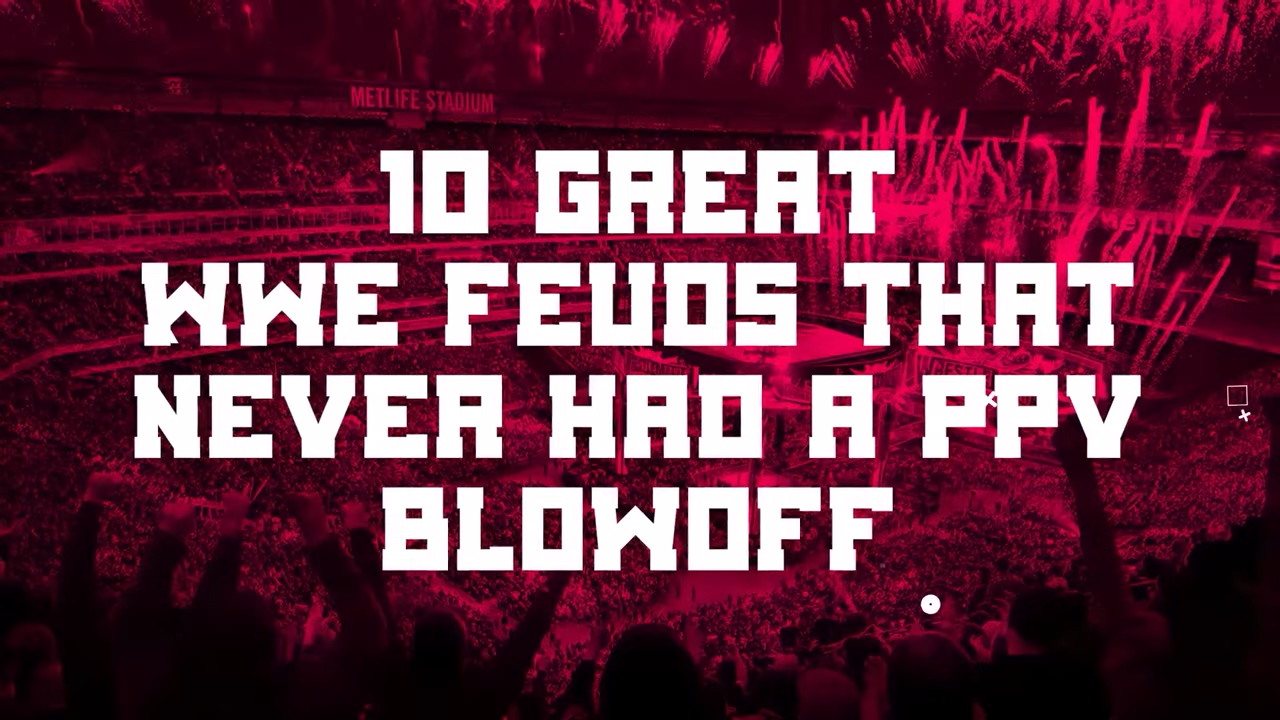 METLIFE STADIUM
10 GREAT
WWE FEUDS THAT
NEVER HAD A PPV
BLOWOFF